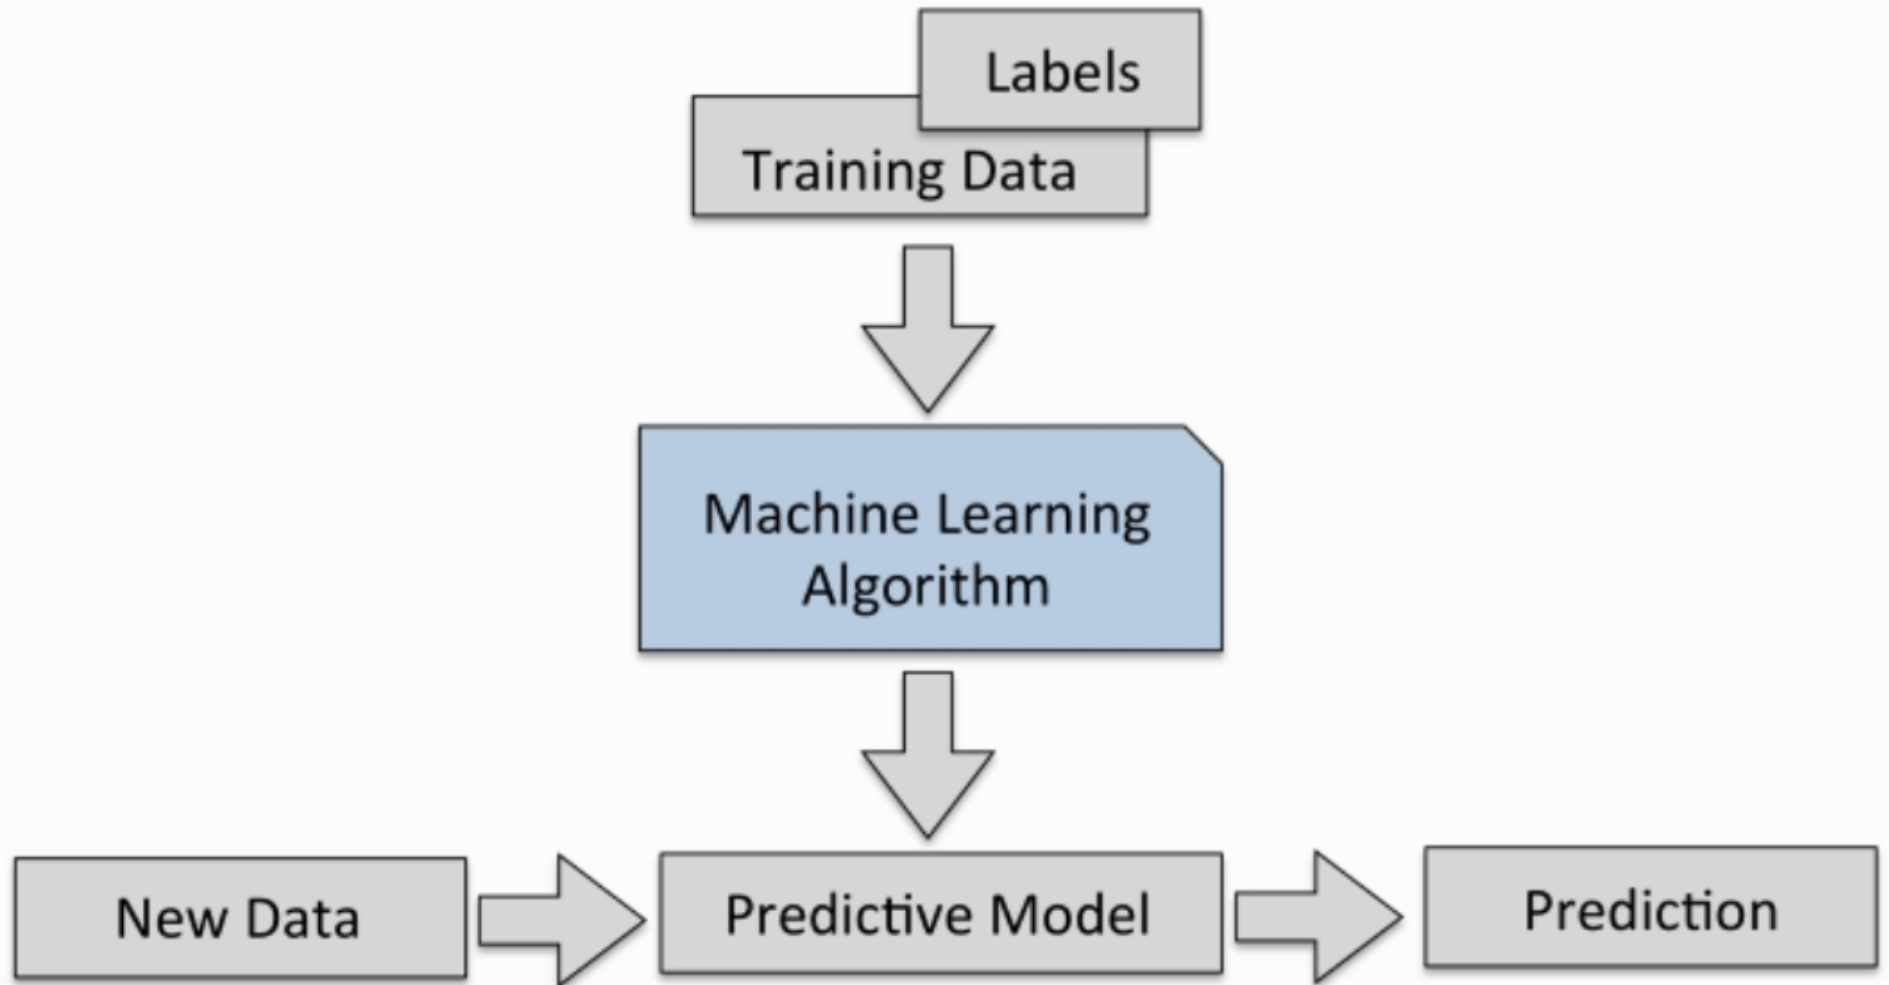 Labels
Training Data
Machine Learning
Algorithm
New Data
Predictive Model
Prediction